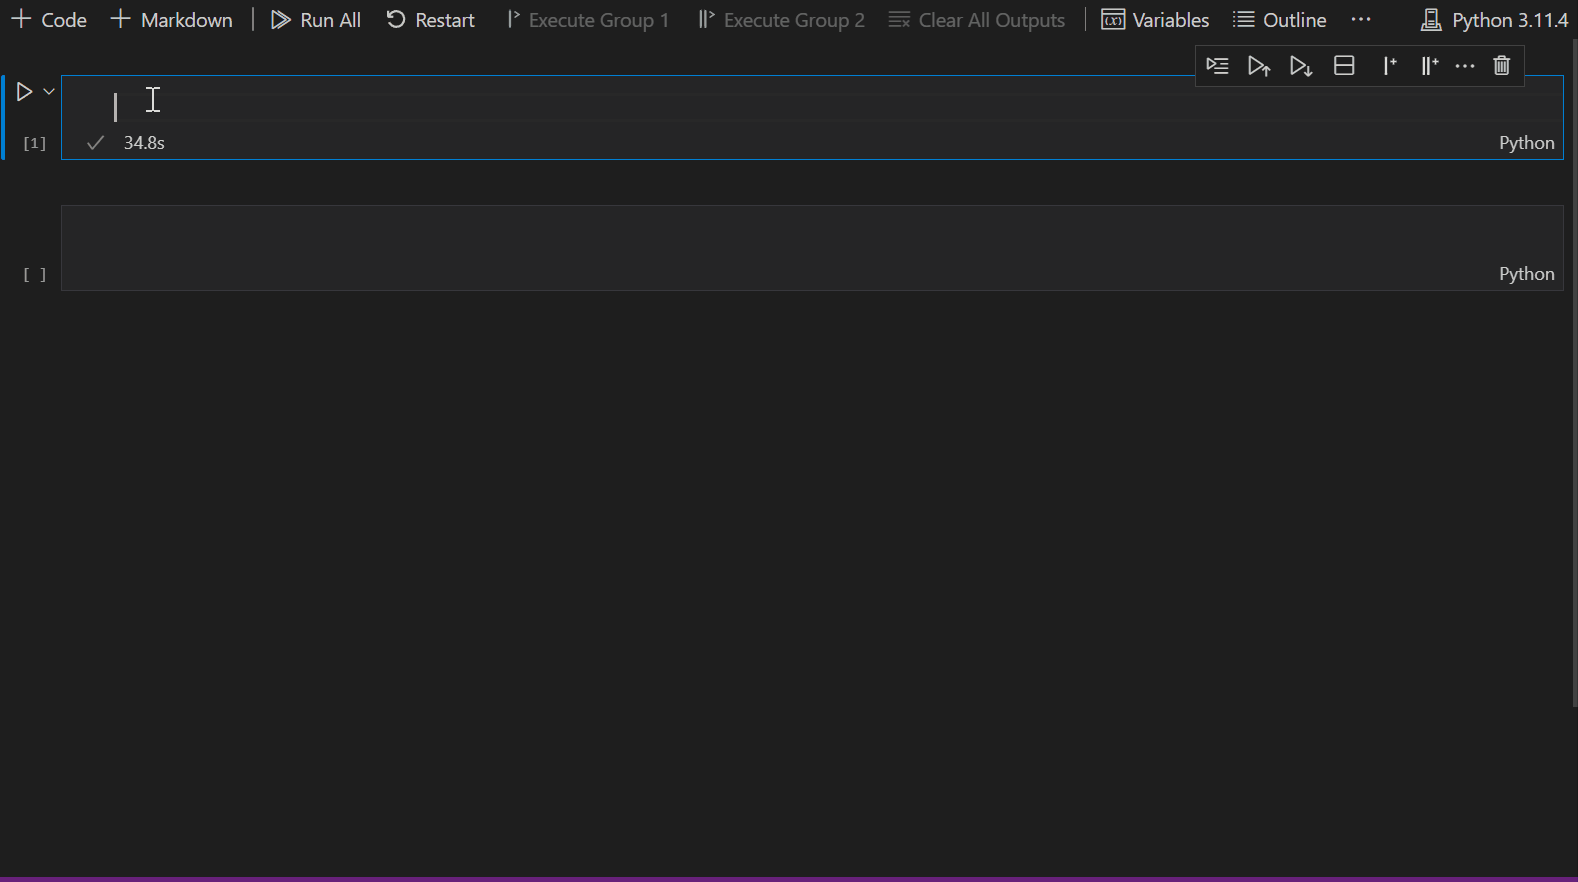 Code Markdown Run All Restart Execute Group 1 Execute Group 2 Clear All Outputs Variables Outline ... Python 3.11.4
[1] 34.8s Python
[ ] Python